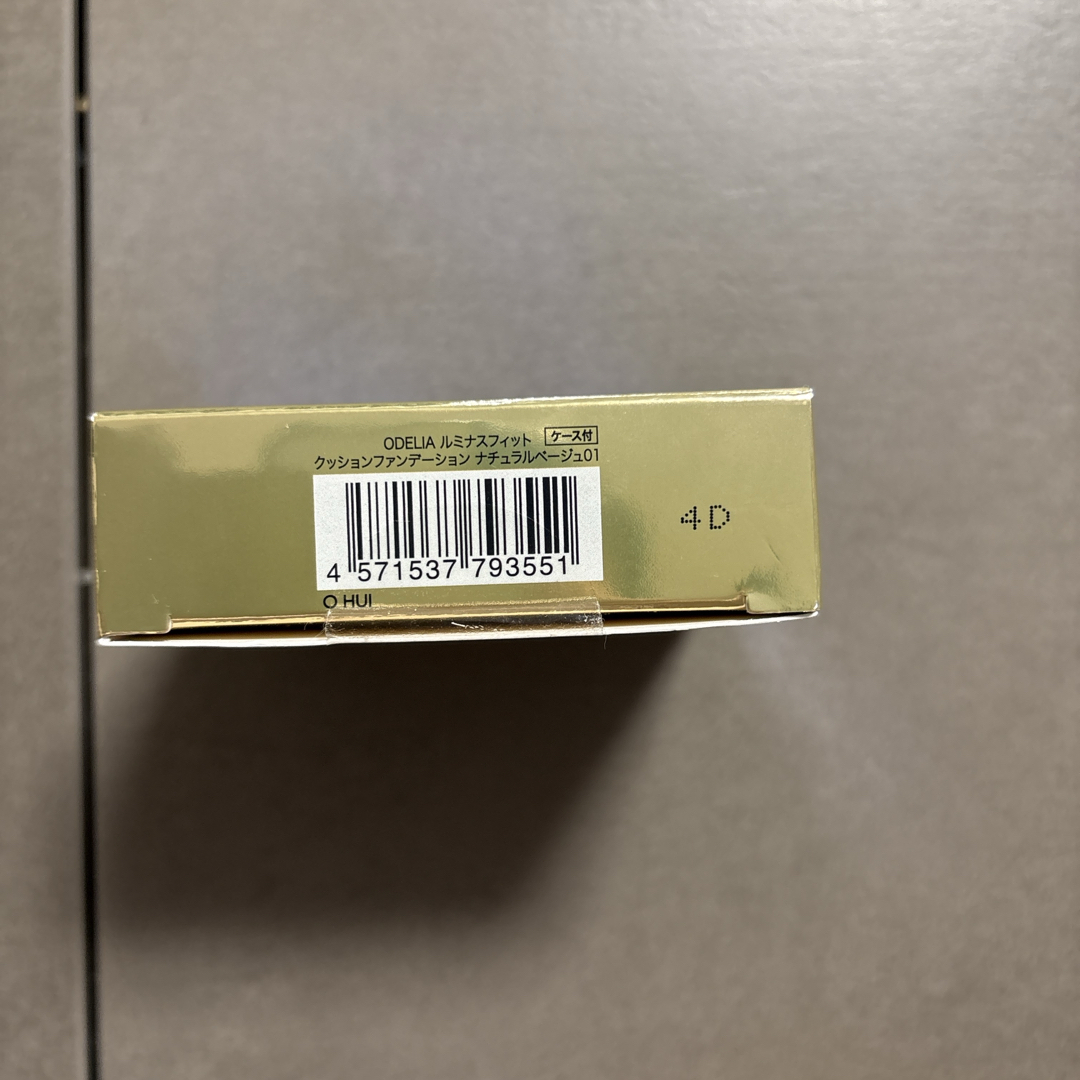 ODELIA ルミナスフィット ケース付
クッションファンデーション ナチュラルベージュ01
4 571537 793551
O HUI
4D